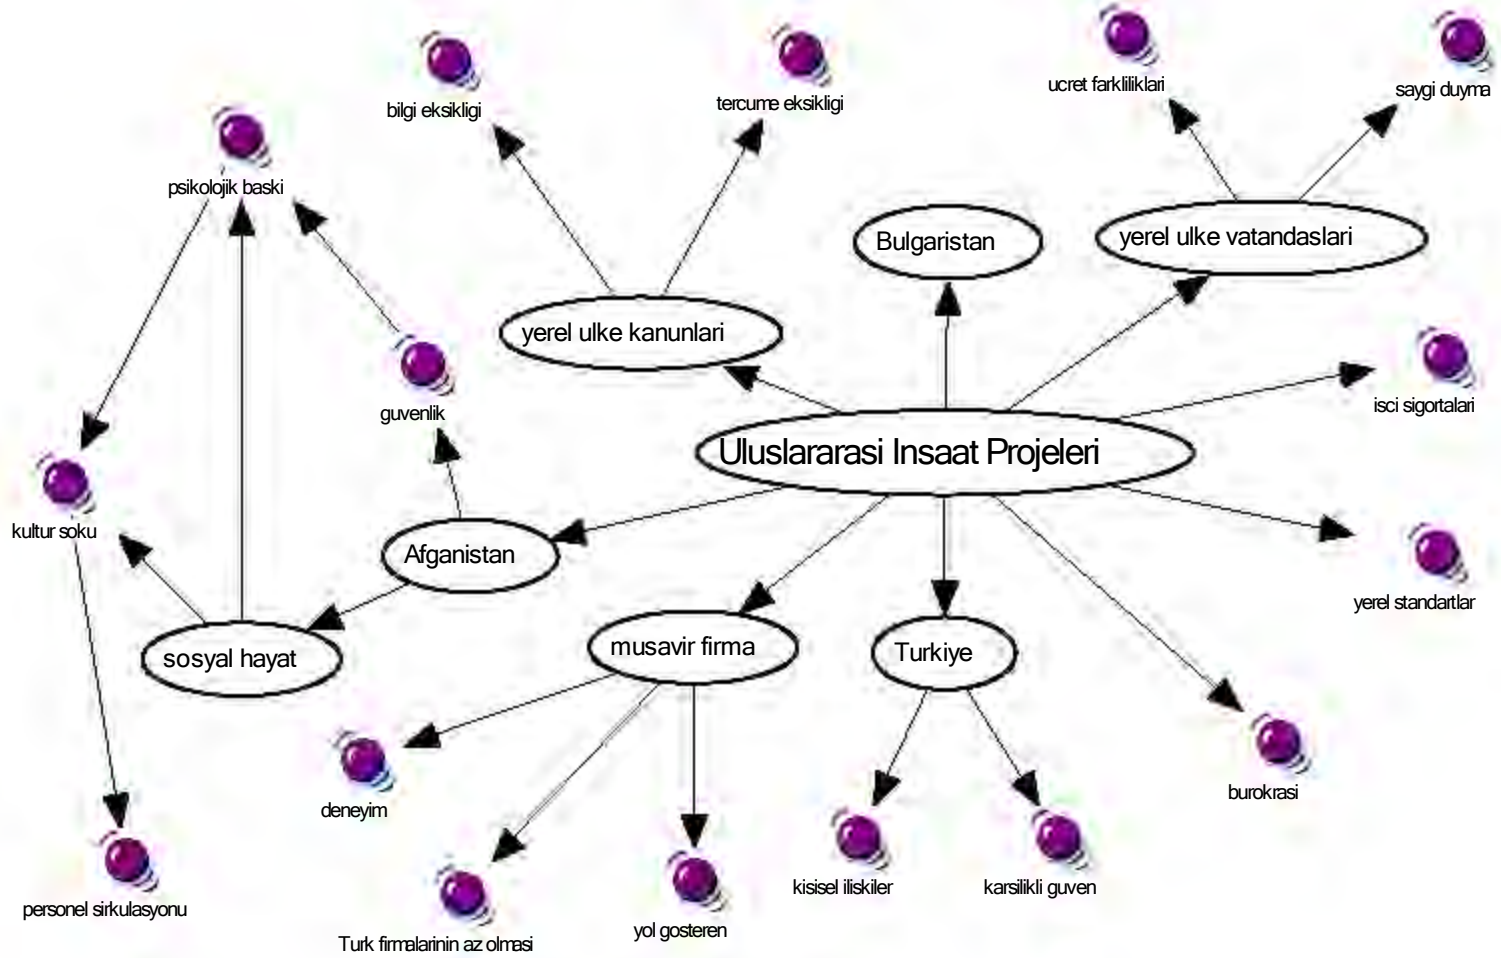 ucret farkliliklari
saygi duyma
bilgi eksikligi
tercume eksikligi
psikolojik baski
Bulgaristan
yerel ulke vatandaslari
yerel ulke kanunlari
guvenlik
isci sigortalari
Uluslararasi Insaat Projeleri
kultur soku
Afganistan
yerel standartlar
sosyal hayat
musavir firma
Turkiye
deneyim
burokrasi
kisisel iliskiler
karsilikli guven
personel sirkulasyonu
Turk firmalarinin az olmasi
yol gosteren